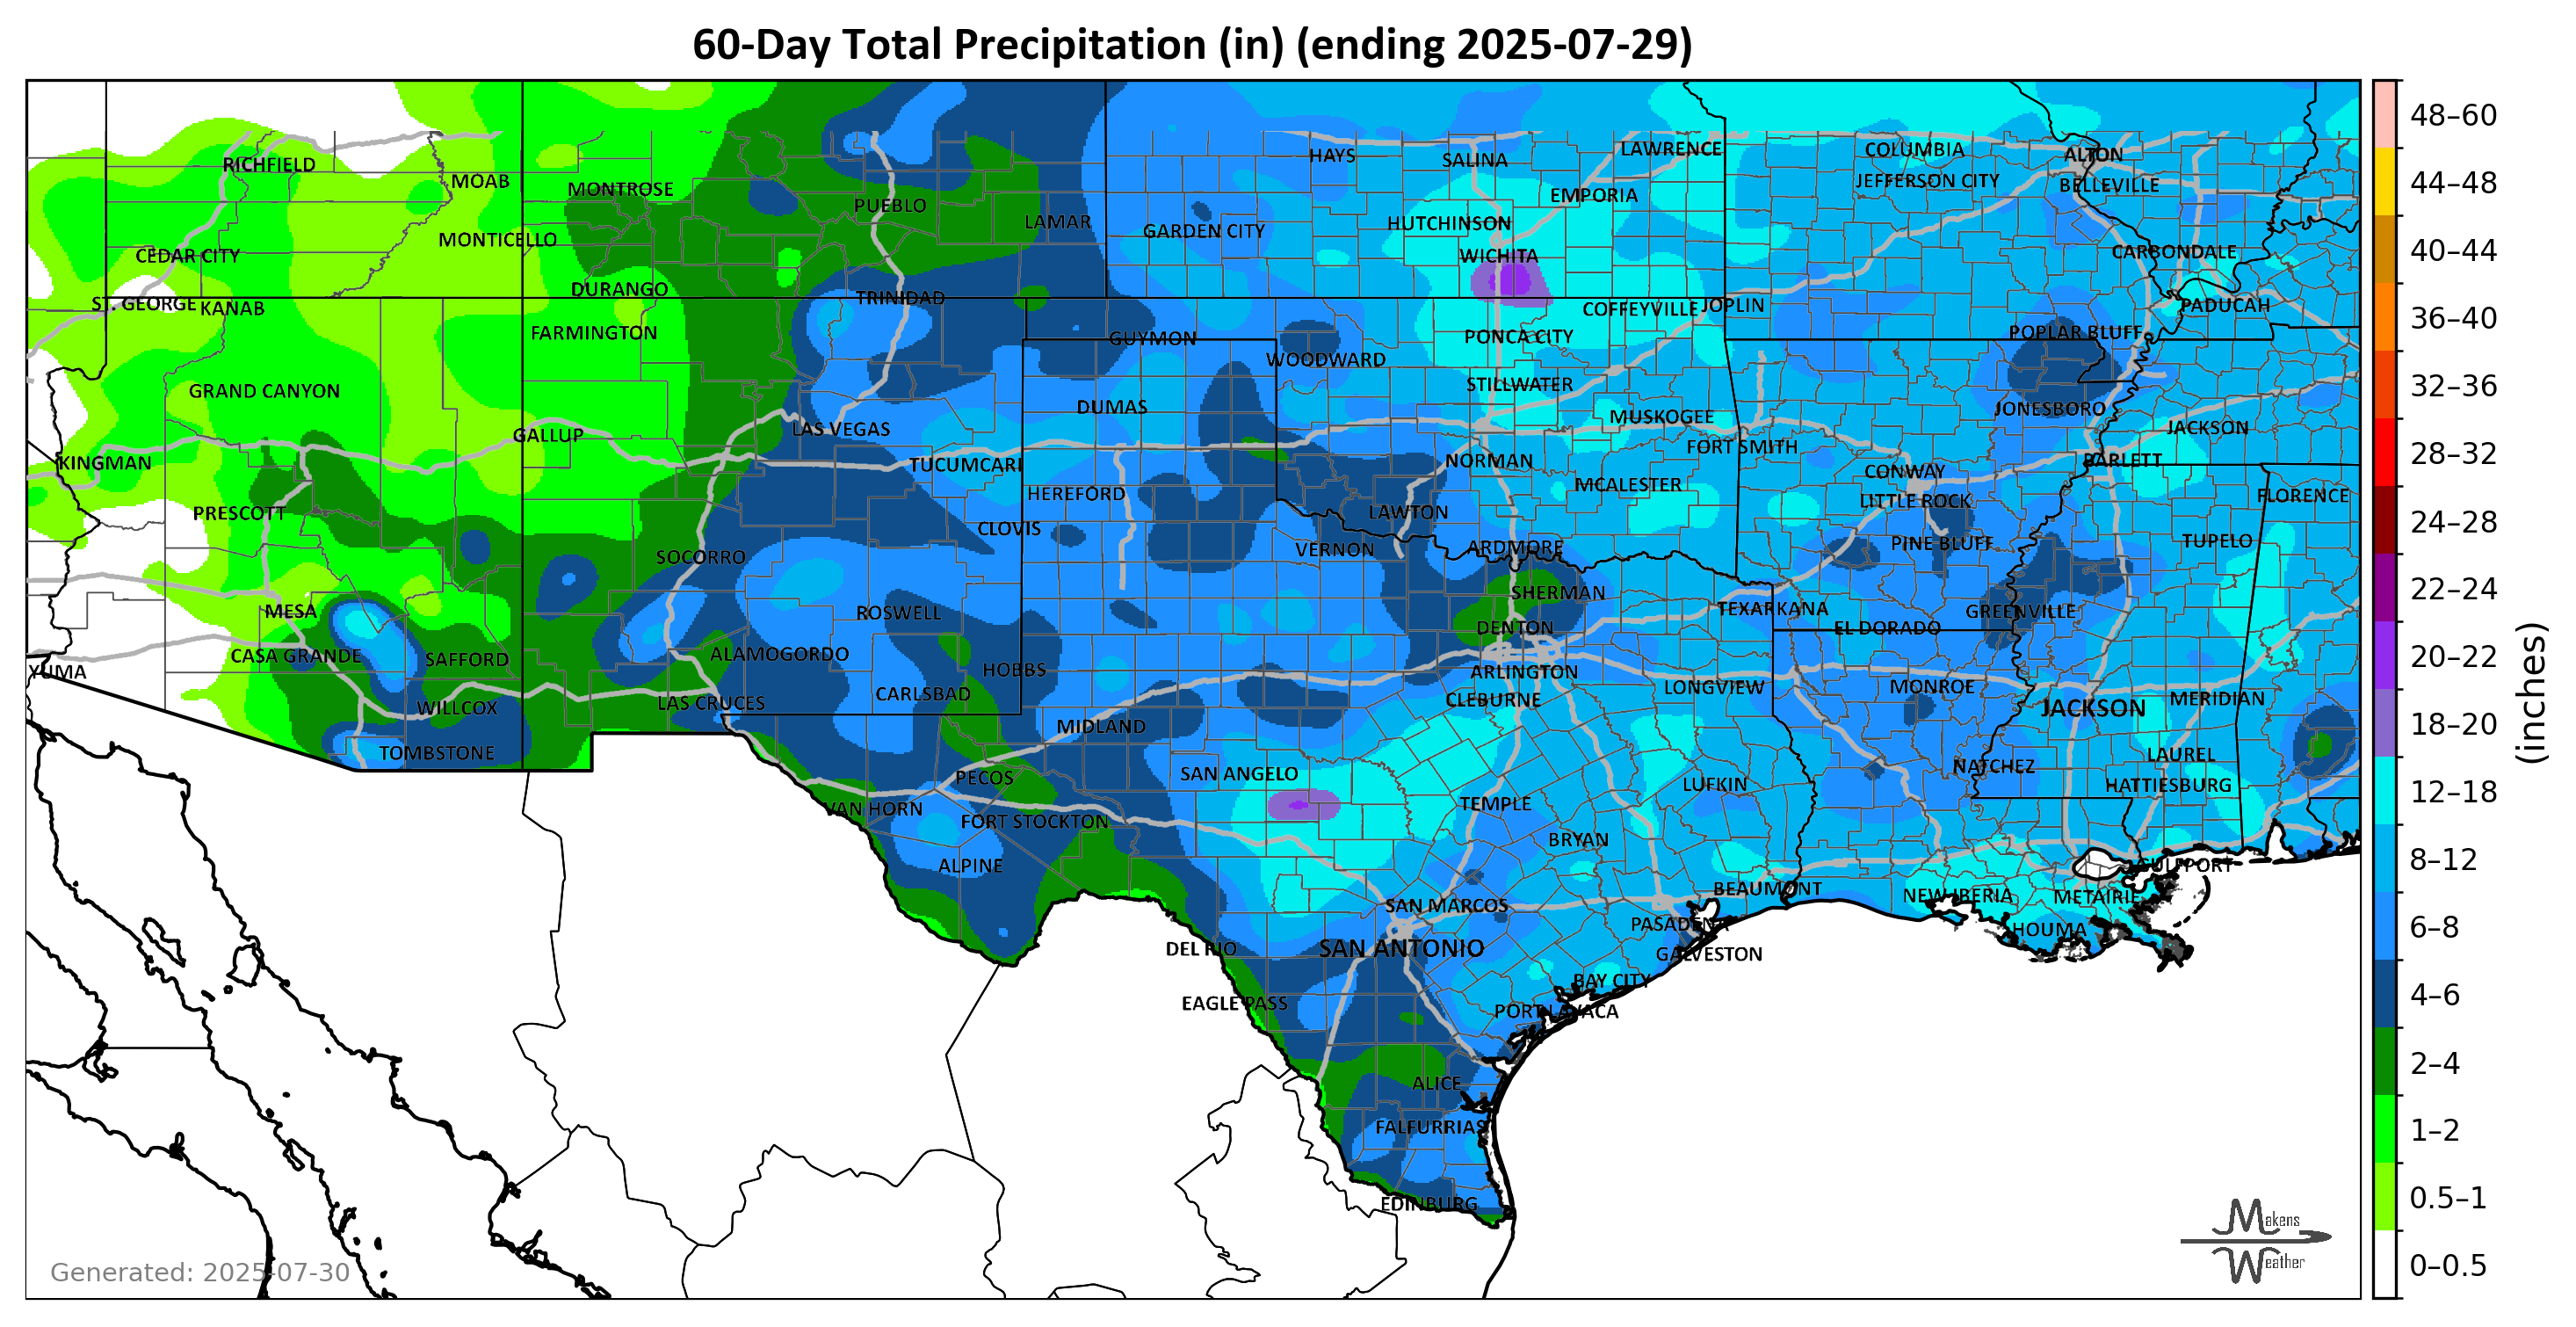 60-Day Total Precipitation (in) (ending 2025-07-29)
RICHFIELD
MOAB
MONTROSE
PUEBLO
LAMAR
HAYS
SALINA
LAWRENCE
EMPORIA
COLUMBIA
JEFFERSON CITY
ALTON
BELLEVILLE
MONTICELLO
CEDAR CITY
GARDEN CITY
HUTCHINSON
WICHITA
CARBONDALE
DURANGO
TRINIDAD
ST. GEORGE
KANAB
COFFEYVILLE
JOPLIN
PADUCAH
FARMINGTON
GUYMON
PONCA CITY
POPLAR BLUFF
WOODWARD
GRAND CANYON
STILLWATER
DUMAS
JONESBORO
MUSKOGEE
LAS VEGAS
JACKSON
GALLUP
FORT SMITH
KINGMAN
TUCUMCARI
NORMAN
BARLETT
CONWAY
MCALESTER
HEREFORD
FLORENCE
LITTLE ROCK
PRESCOTT
LAWTON
CLOVIS
TUPELO
PINE BLUFF
ARDMORE
VERNON
SOCORRO
SHERMAN
MESA
ROSWELL
TEXARKANA
GREENVILLE
DENTON
EL DORADO
CASA GRANDE
SAFFORD
ALAMOGORDO
HOBBS
YUMA
ARLINGTON
CARLSBAD
LONGVIEW
MONROE
CLEBURNE
MERIDIAN
LAS CRUCES
WILLCOX
JACKSON
MIDLAND
TOMBSTONE
LAUREL
NATCHEZ
SAN ANGELO
PECOS
LUFKIN
HATTIESBURG
VAN HORN
TEMPLE
FORT STOCKTON
BRYAN
ALPINE
GULFPORT
BEAUMONT
NEW IBERIA
METAIRIE
SAN MARCOS
PASADENA
HOUMA
DEL RIO
SAN ANTONIO
GALVESTON
BAY CITY
EAGLE PASS
PORT LAVACA
ALICE
FALFURRIAS
EDINBURG
Generated: 2025-07-30
Makens
Weather
48–60
44–48
40–44
36–40
32–36
28–32
24–28
22–24
20–22
18–20
12–18
8–12
6–8
4–6
2–4
1–2
0.5–1
0–0.5
(inches)